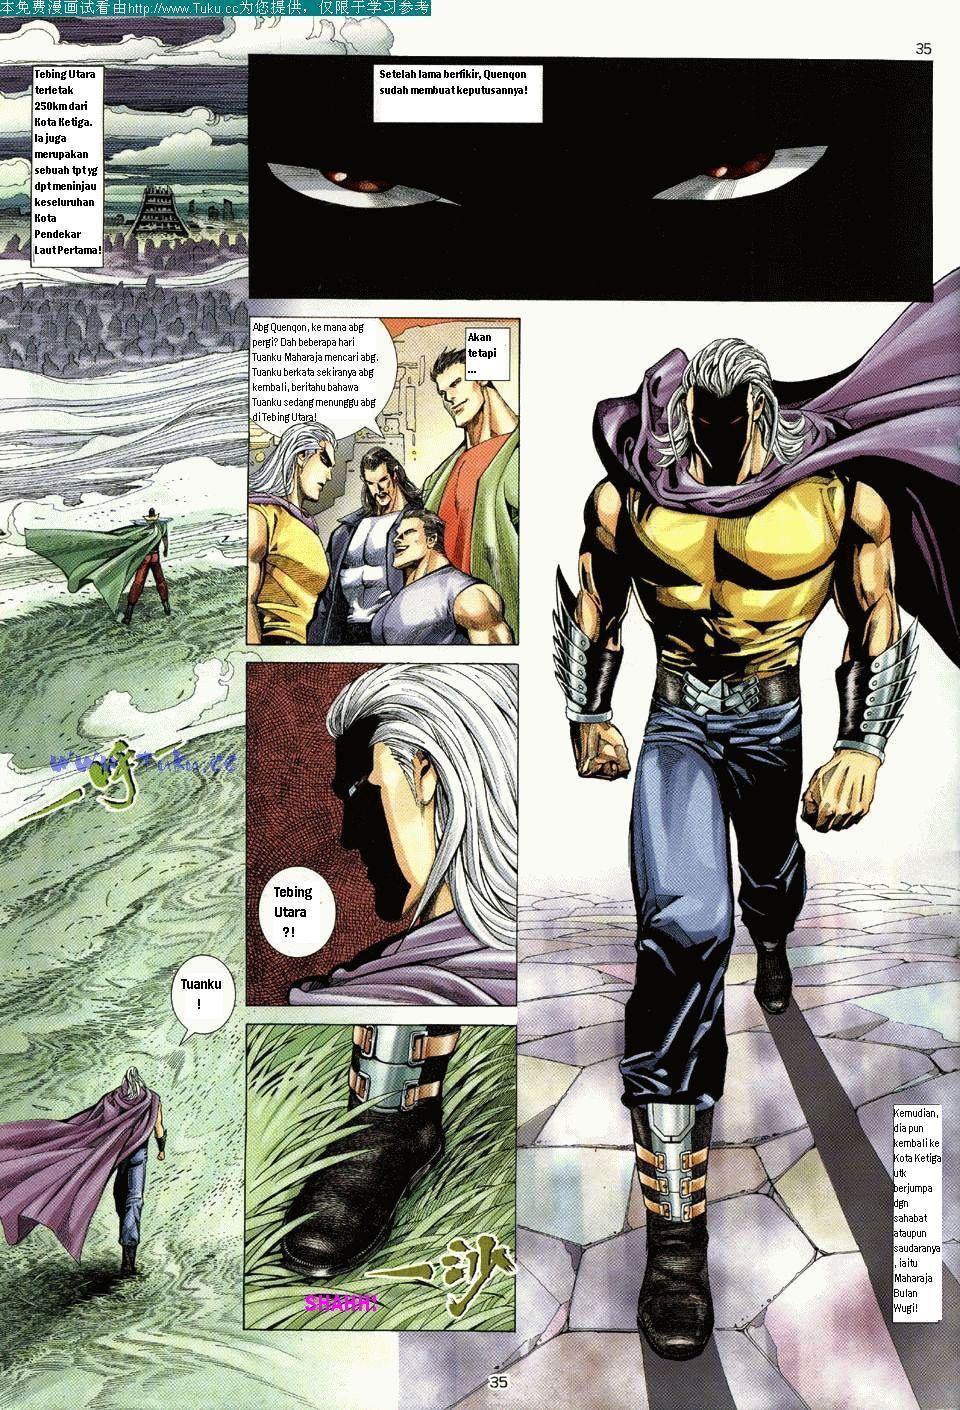 本免费漫画试看由http://www.Tuku.cc为您提供，仅限于学习参考
35
Setelah lama berfikir, Quenqon
sudah membuat keputusannya!
Tebing Utara
terletak
250km dari
Kota Ketiga.
Ia juga
merupakan
sebuah tpt yg
dpt meninjau
keseluruhan
Kota
Pendekar
Laut Pertama!
Abg Quenqon, ke mana abg
pergi? Dah beberapa hari
Tuanku Maharaja mencari abg.
Tuanku berkata sekiranya abg
kembali, beritahu bahawa
Tuanku sedang menunggu abg
di Tebing Utara!
Akan
tetapi
...
Tebing
Utara
?!
Tuanku
!
SHAHH!
一沙
Kemudian,
dia pun
kembali ke
Kota Ketiga
utk
berjumpa
dgn
sahabat
ataupun
saudaranya
, iaitu
Maharaja
Bulan
Wugi!
35